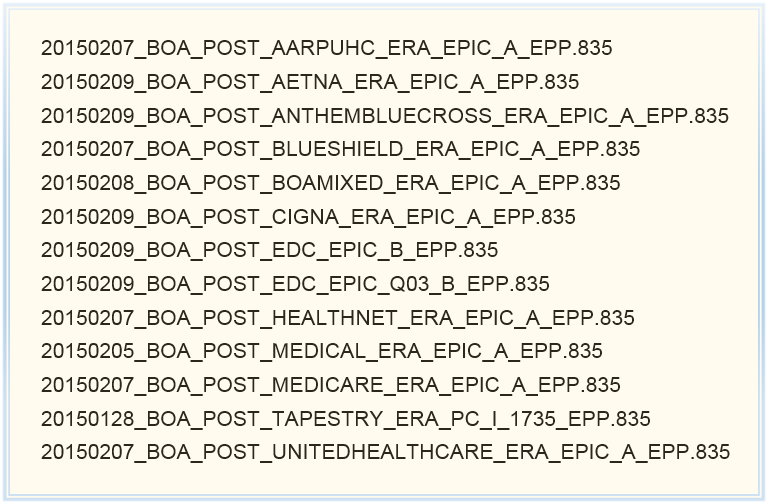 20150207_BOA_POST_AARPUHC_ERA_EPIC_A_EPP.835
20150209_BOA_POST_AETNA_ERA_EPIC_A_EPP.835
20150209_BOA_POST_ANTHEMBLUECROSS_ERA_EPIC_A_EPP.835
20150207_BOA_POST_BLUESHIELD_ERA_EPIC_A_EPP.835
20150208_BOA_POST_BOAMIXED_ERA_EPIC_A_EPP.835
20150209_BOA_POST_CIGNA_ERA_EPIC_A_EPP.835
20150209_BOA_POST_EDC_EPIC_B_EPP.835
20150209_BOA_POST_EDC_EPIC_Q03_B_EPP.835
20150207_BOA_POST_HEALTHNET_ERA_EPIC_A_EPP.835
20150205_BOA_POST_MEDICAL_ERA_EPIC_A_EPP.835
20150207_BOA_POST_MEDICARE_ERA_EPIC_A_EPP.835
20150128_BOA_POST_TAPESTRY_ERA_PC_I_1735_EPP.835
20150207_BOA_POST_UNITEDHEALTHCARE_ERA_EPIC_A_EPP.835